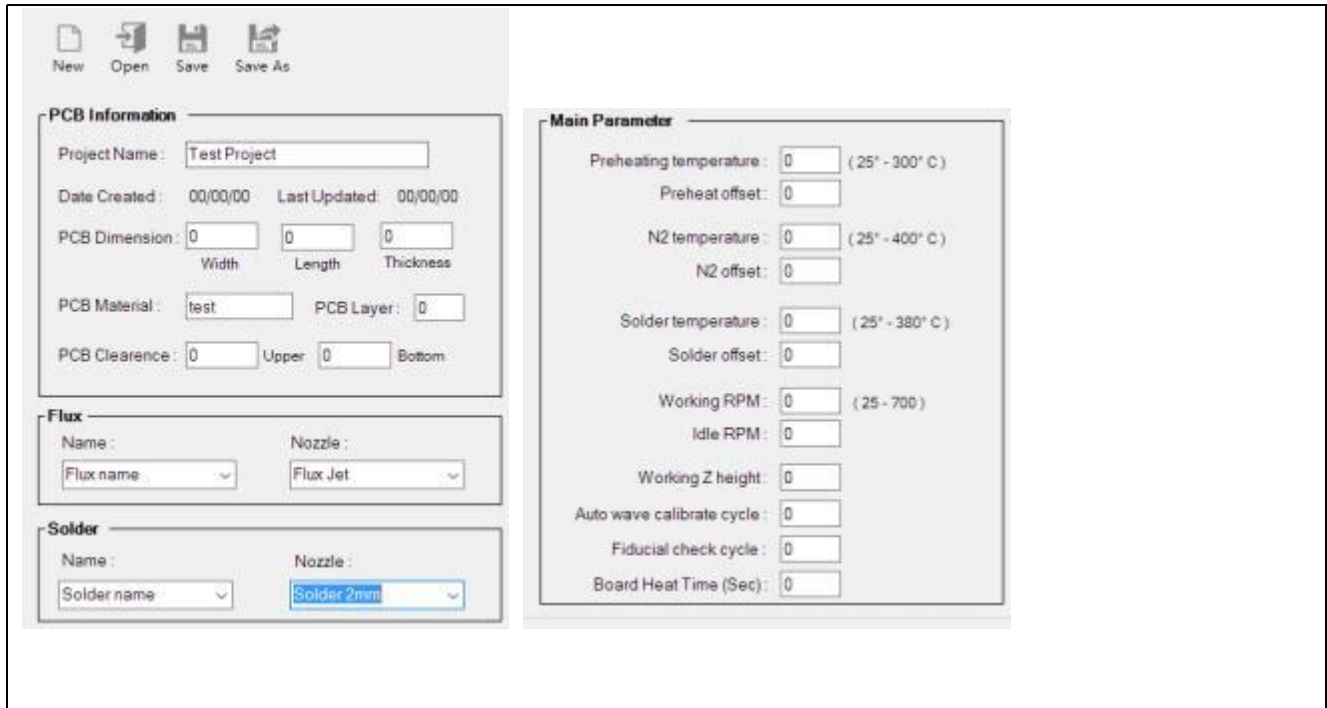 New Open Save Save As
PCB Information
Project Name : Test Project
Date Created : 00/00/00 Last Updated: 00/00/00
PCB Dimension : 0 0 0
Width Length Thickness
PCB Material : test PCB Layer : 0
PCB Clearence : 0 Upper 0 Bottom
Flux
Name : Nozzle :
Flux name Flux Jet
Solder
Name : Nozzle :
Solder name Solder 2mm
Main Parameter
Preheating temperature : 0 ( 25° - 300° C )
Preheat offset : 0
N2 temperature : 0 ( 25° - 400° C )
N2 offset : 0
Solder temperature : 0 ( 25° - 380° C )
Solder offset : 0
Working RPM : 0 ( 25 - 700 )
Idle RPM : 0
Working Z height : 0
Auto wave calibrate cycle : 0
Fiducial check cycle : 0
Board Heat Time (Sec) : 0